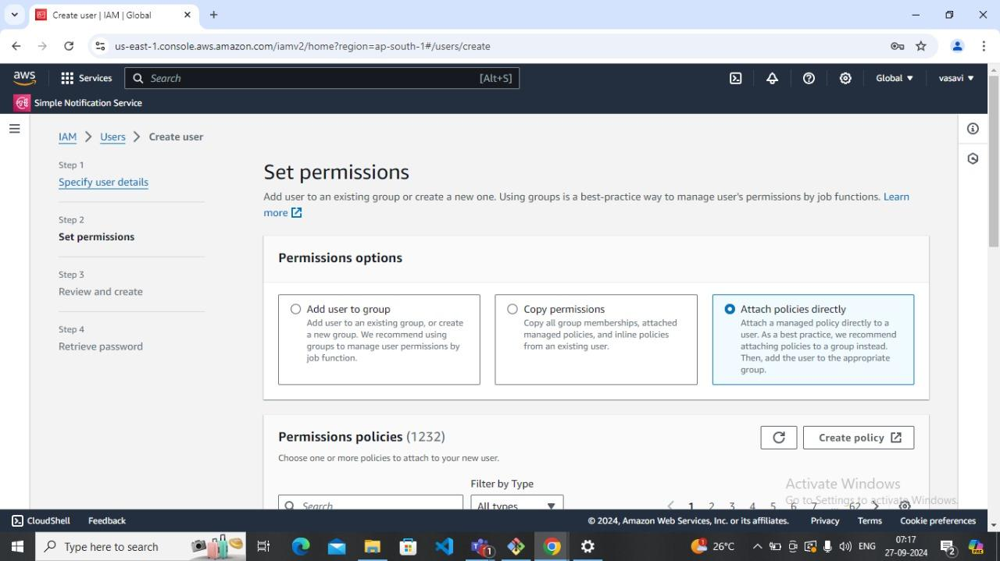 Create user | IAM | Global
us-east-1.console.aws.amazon.com/iamv2/home?region=ap-south-1#/users/create
aws
Services
Search
[Alt+S]
Global
vasavi
Simple Notification Service
IAM
Users
Create user
Step 1
Specify user details
Step 2
Set permissions
Step 3
Review and create
Step 4
Retrieve password
Set permissions
Add user to an existing group or create a new one. Using groups is a best-practice way to manage user's permissions by job functions. Learn
more
Permissions options
Add user to group
Add user to an existing group, or create
a new group. We recommend using
groups to manage user permissions by
job function.
Copy permissions
Copy all group memberships, attached
managed policies, and inline policies
from an existing user.
Attach policies directly
Attach a managed policy directly to a
user. As a best practice, we recommend
attaching policies to a group instead.
Then, add the user to the appropriate
group.
Permissions policies (1232)
Create policy
Choose one or more policies to attach to your new user.
Filter by Type
Search
All types
1 2 3 4 5 6 7 ... 62
Activate Windows
Go to Settings to activate Windows.
CloudShell
Feedback
© 2024, Amazon Web Services, Inc. or its affiliates.
Privacy
Terms
Cookie preferences
Type here to search
1
1
26°C
ENG
07:17
27-09-2024
2